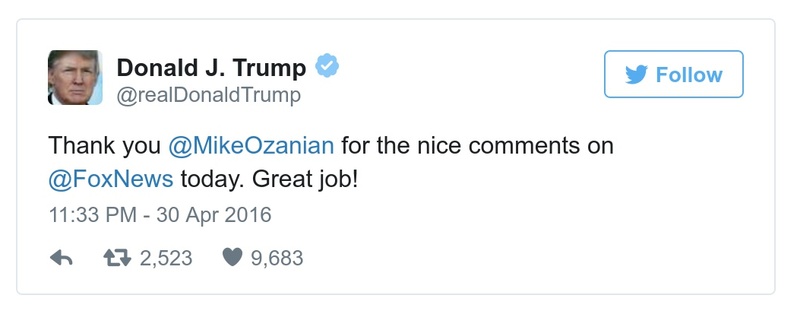 Donald J. Trump
@realDonaldTrump
Follow
Thank you @MikeOzanian for the nice comments on
@FoxNews today. Great job!
11:33 PM - 30 Apr 2016
2,523 9,683